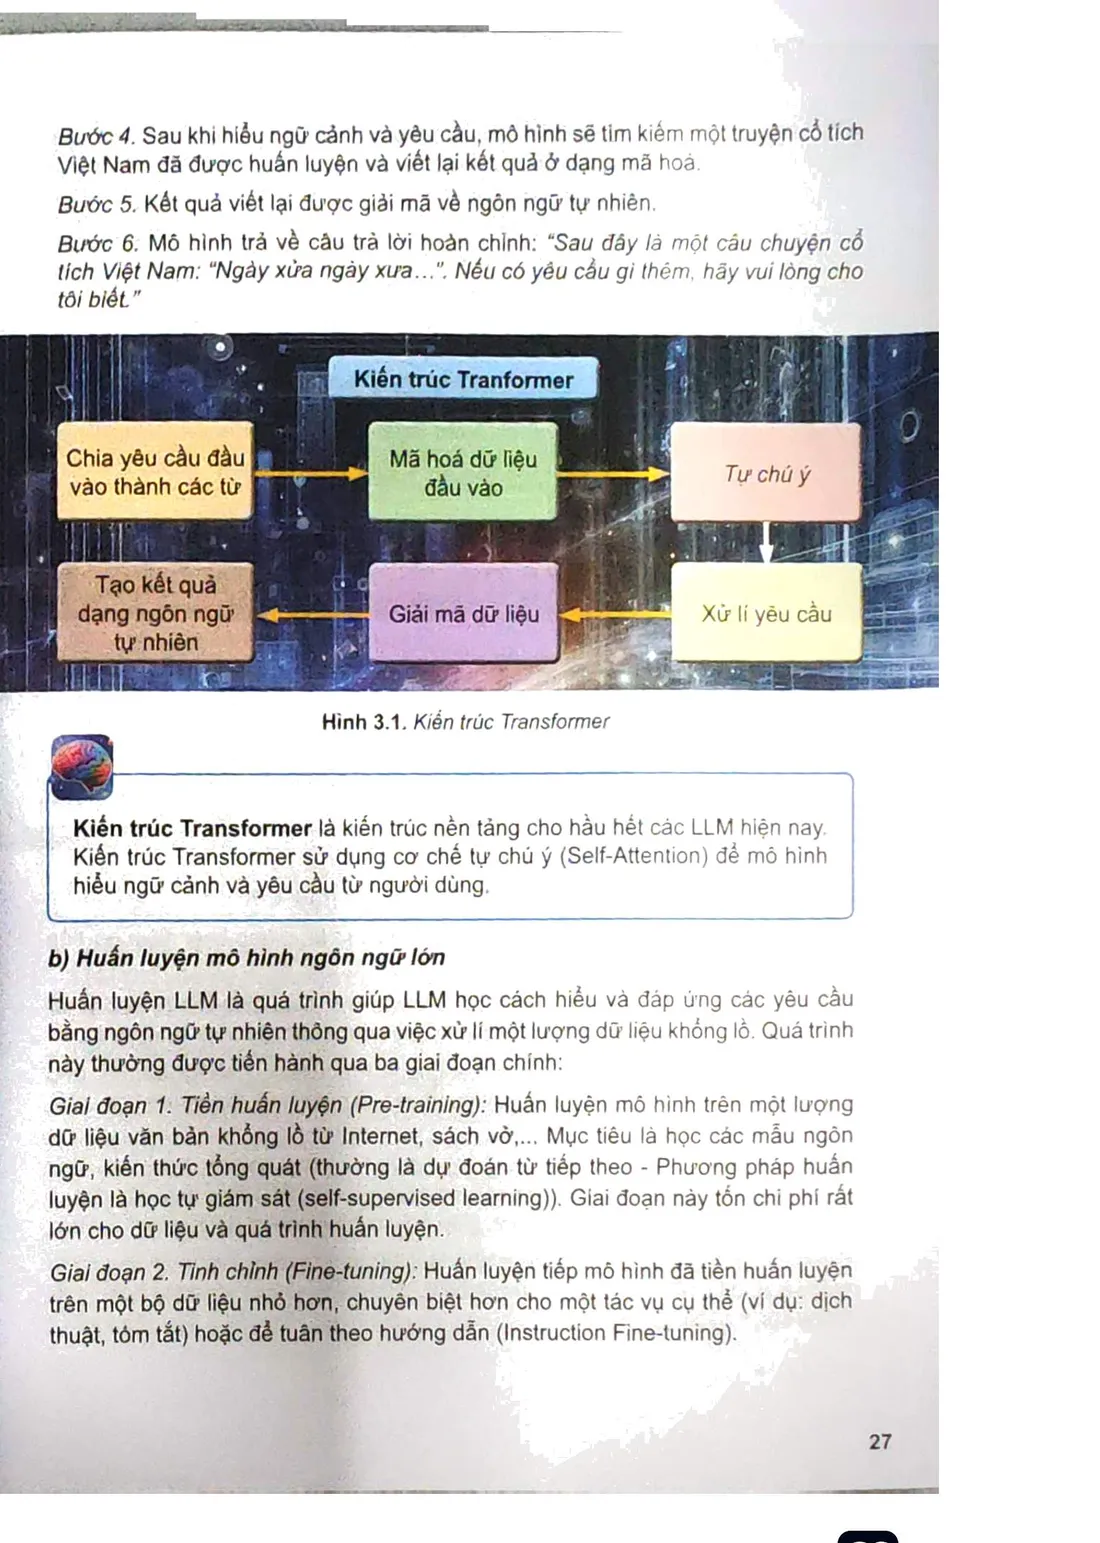 Bước 4. Sau khi hiểu ngữ cảnh và yêu cầu, mô hình sẽ tìm kiếm một truyện cổ tích
Việt Nam đã được huấn luyện và viết lại kết quả ở dạng mã hoá.
Bước 5. Kết quả viết lại được giải mã về ngôn ngữ tự nhiên.
Bước 6. Mô hình trả về câu trả lời hoàn chỉnh: “Sau đây là một câu chuyện cổ
tích Việt Nam: “Ngày xửa ngày xưa...”. Nếu có yêu cầu gì thêm, hãy vui lòng cho
tôi biết.”
Kiến trúc Tranformer
Chia yêu cầu đầu
vào thành các từ
Mã hoá dữ liệu
đầu vào
Tự chú ý
Tạo kết quả
dạng ngôn ngữ
tự nhiên
Giải mã dữ liệu
Xử lí yêu cầu
Hình 3.1. Kiến trúc Transformer
Kiến trúc Transformer là kiến trúc nền tảng cho hầu hết các LLM hiện nay.
Kiến trúc Transformer sử dụng cơ chế tự chú ý (Self-Attention) để mô hình
hiểu ngữ cảnh và yêu cầu từ người dùng.
b) Huấn luyện mô hình ngôn ngữ lớn
Huấn luyện LLM là quá trình giúp LLM học cách hiểu và đáp ứng các yêu cầu
bằng ngôn ngữ tự nhiên thông qua việc xử lí một lượng dữ liệu khổng lồ. Quá trình
này thường được tiến hành qua ba giai đoạn chính:
Giai đoạn 1. Tiền huấn luyện (Pre-training): Huấn luyện mô hình trên một lượng
dữ liệu văn bản khổng lồ từ Internet, sách vở,... Mục tiêu là học các mẫu ngôn
ngữ, kiến thức tổng quát (thường là dự đoán từ tiếp theo - Phương pháp huấn
luyện là học tự giám sát (self-supervised learning)). Giai đoạn này tốn chi phí rất
lớn cho dữ liệu và quá trình huấn luyện.
Giai đoạn 2. Tinh chỉnh (Fine-tuning): Huấn luyện tiếp mô hình đã tiền huấn luyện
trên một bộ dữ liệu nhỏ hơn, chuyên biệt hơn cho một tác vụ cụ thể (ví dụ: dịch
thuật, tóm tắt) hoặc để tuân theo hướng dẫn (Instruction Fine-tuning).
27